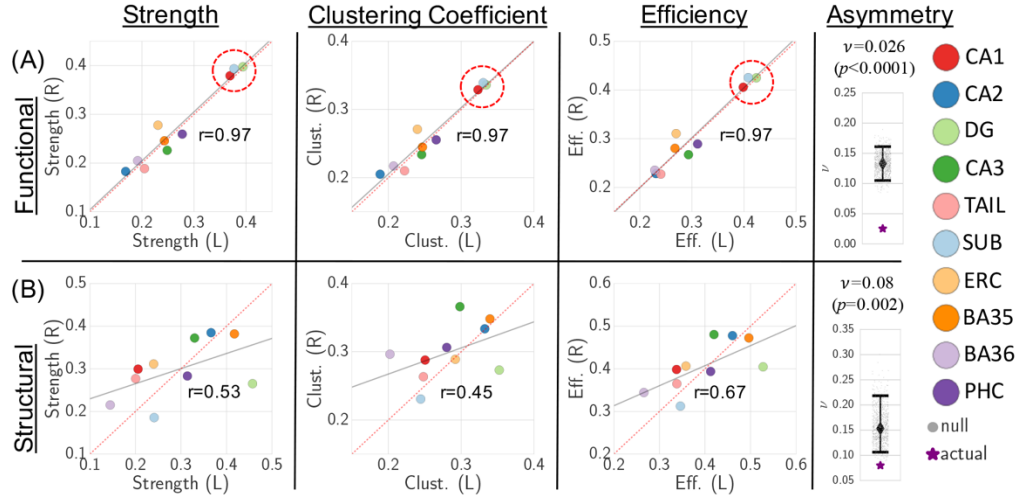 Strength
Clustering Coefficient
Efficiency
Asymmetry
(A)
Functional
Strength (R)
0.4
0.3
0.2
0.1
r=0.97
0.1
0.2
0.3
0.4
Strength (L)
Clust. (R)
0.4
0.3
0.2
r=0.97
0.2
0.3
0.4
Clust. (L)
Eff. (R)
0.5
0.4
0.3
0.2
r=0.97
0.2
0.3
0.4
0.5
Eff. (L)
ν=0.026
(p<0.0001)
ν
0.20
0.15
0.10
0.05
0.00
(B)
Structural
Strength (R)
0.5
0.4
0.3
0.2
0.1
r=0.53
0.1
0.2
0.3
0.4
0.5
Strength (L)
Clust. (R)
0.4
0.3
0.2
r=0.45
0.2
0.3
0.4
Clust. (L)
Eff. (R)
0.6
0.5
0.4
0.3
0.2
r=0.67
0.2
0.3
0.4
0.5
0.6
Eff. (L)
ν=0.08
(p=0.002)
ν
0.35
0.30
0.25
0.20
0.15
0.10
0.05
CA1
CA2
DG
CA3
TAIL
SUB
ERC
BA35
BA36
PHC
null
actual